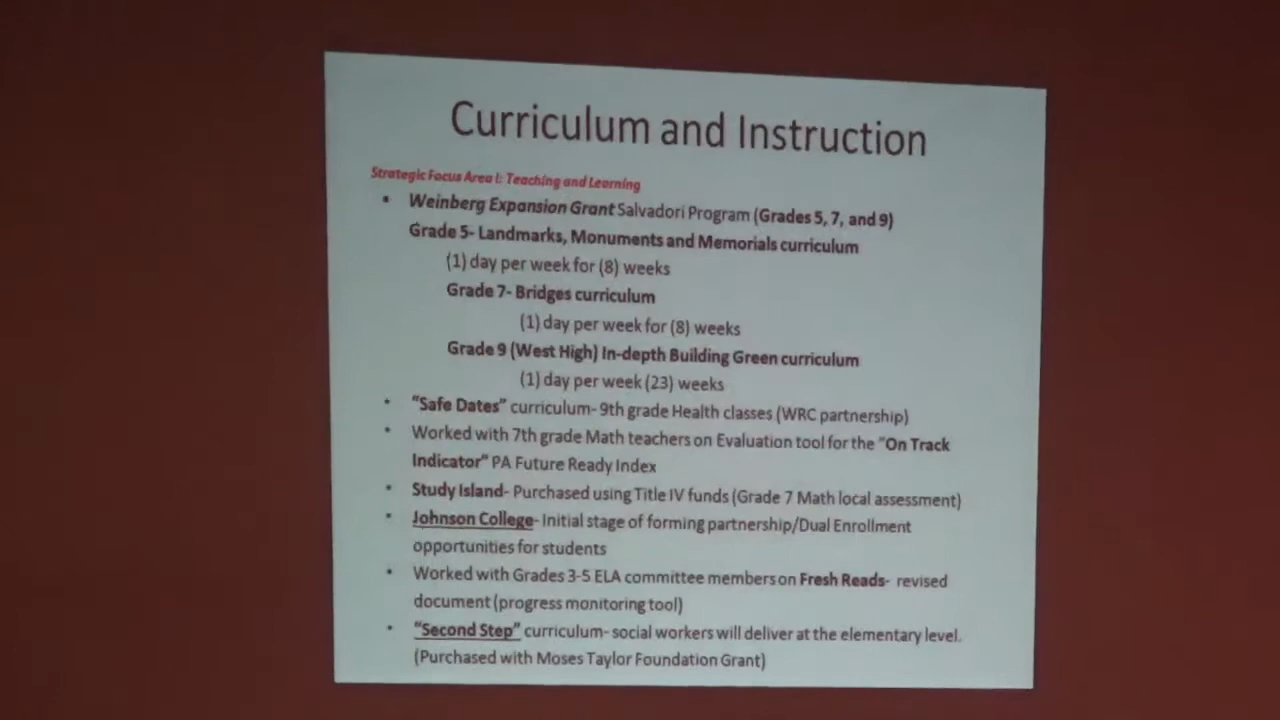 Curriculum and Instruction
Strategic Focus Area I: Teaching and Learning
• Weinberg Expansion Grant Salvadori Program (Grades 5, 7, and 9)
Grade 5- Landmarks, Monuments and Memorials curriculum
(1) day per week for (8) weeks
Grade 7- Bridges curriculum
(1) day per week for (8) weeks
Grade 9 (West High) In-depth Building Green curriculum
(1) day per week (23) weeks
• "Safe Dates" curriculum- 9th grade Health classes (WRC partnership)
• Worked with 7th grade Math teachers on Evaluation tool for the "On Track
Indicator" PA Future Ready Index
• Study Island- Purchased using Title IV funds (Grade 7 Math local assessment)
• Johnson College- Initial stage of forming partnership/Dual Enrollment
opportunities for students
• Worked with Grades 3-5 ELA committee members on Fresh Reads- revised
document (progress monitoring tool)
• "Second Step" curriculum- social workers will deliver at the elementary level.
(Purchased with Moses Taylor Foundation Grant)